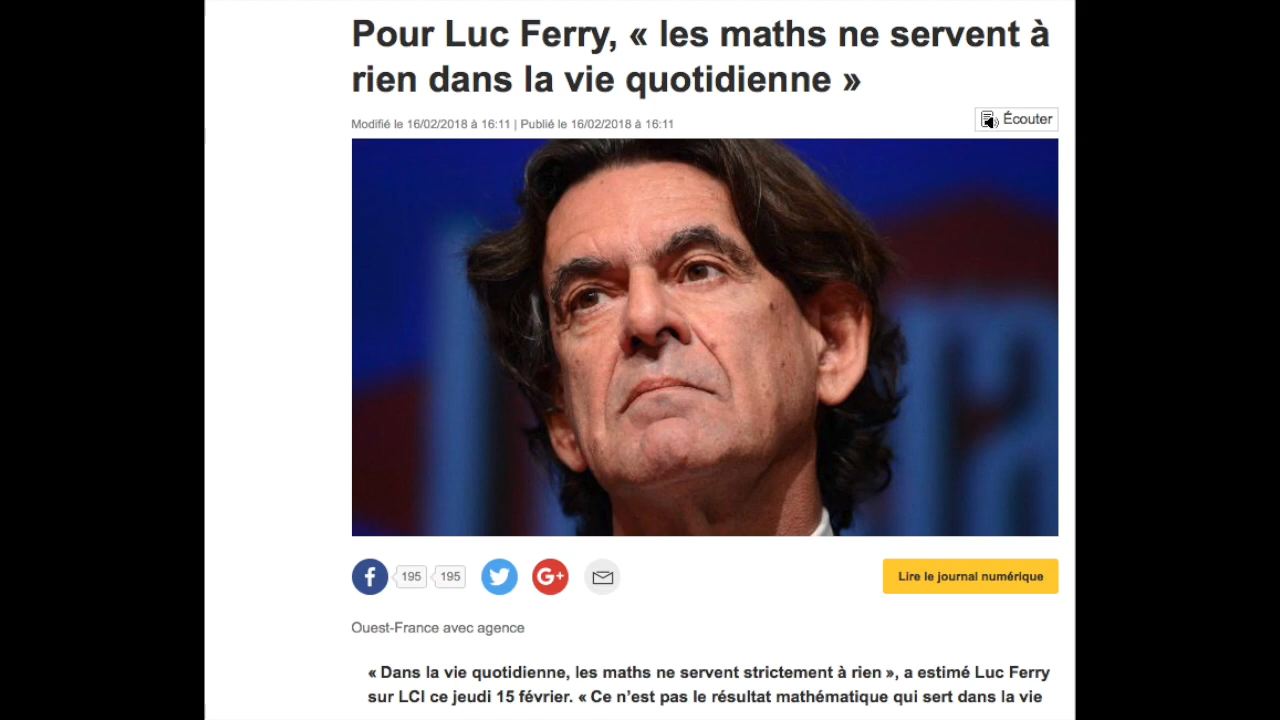 Pour Luc Ferry, « les maths ne servent à
rien dans la vie quotidienne »
Modifié le 16/02/2018 à 16:11 | Publié le 16/02/2018 à 16:11
Écouter
f 195 195 G+
Lire le journal numérique
Ouest-France avec agence
« Dans la vie quotidienne, les maths ne servent strictement à rien », a estimé Luc Ferry
sur LCI ce jeudi 15 février. « Ce n’est pas le résultat mathématique qui sert dans la vie